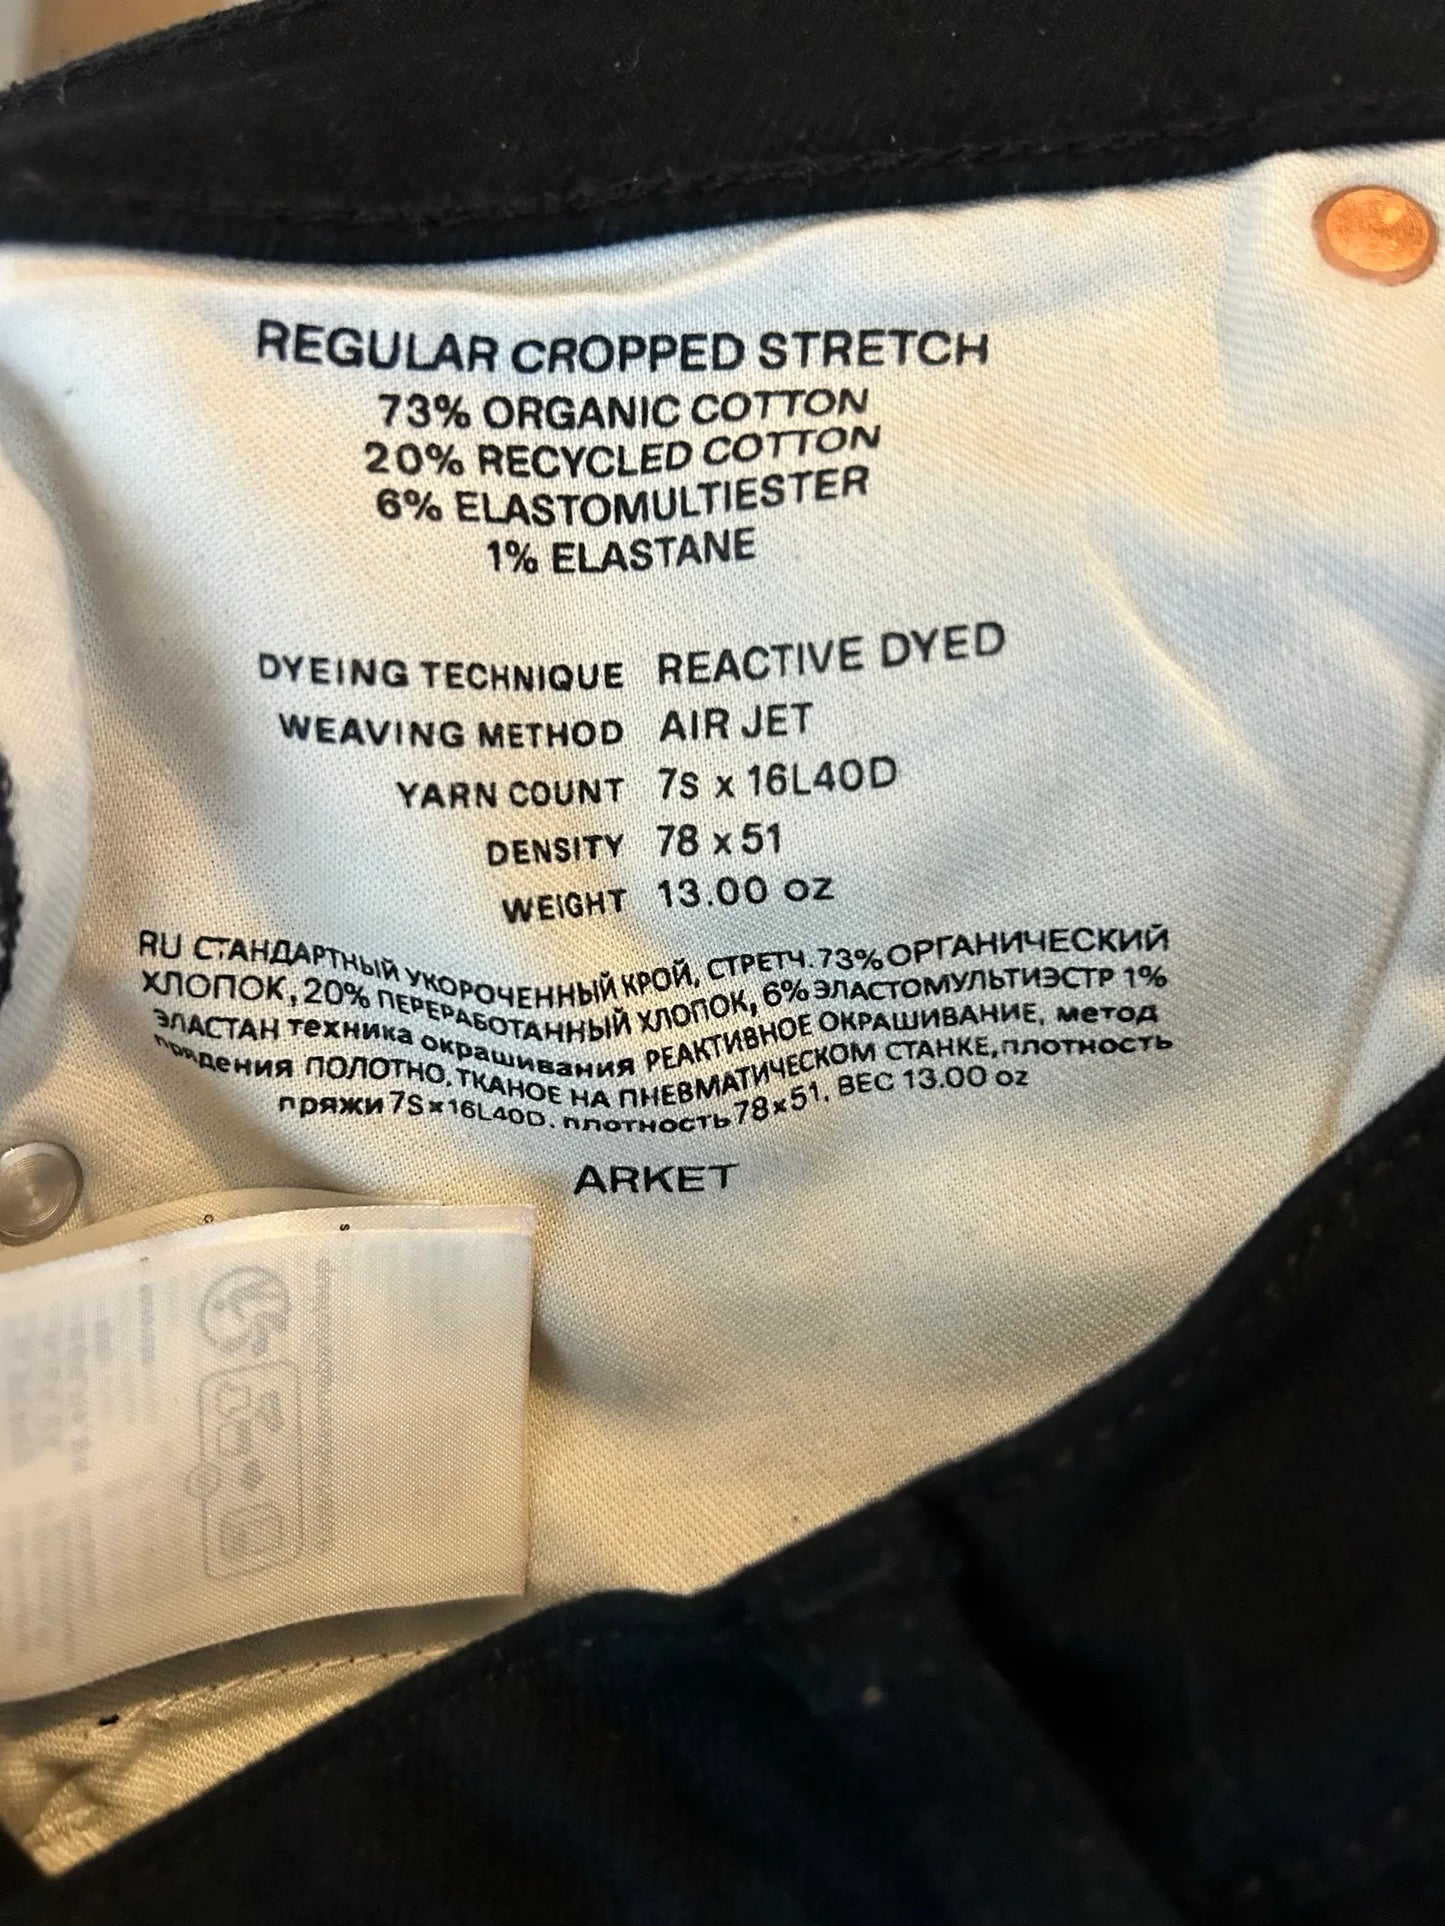 REGULAR CROPPED STRETCH
73% ORGANIC COTTON
20% RECYCLED COTTON
6% ELASTOMULTIESTER
1% ELASTANE
DYEING TECHNIQUE REACTIVE DYED
WEAVING METHOD AIR JET
YARN COUNT 7S x 16L40D
DENSITY 78 x 51
WEIGHT 13.00 oz
RU СТАНДАРТНЫЙ УКОРОЧЕННЫЙ КРОЙ, СТРЕТЧ. 73% ОРГАНИЧЕСКИЙ
ХЛОПОК, 20% ПЕРЕРАБОТАННЫЙ ХЛОПОК, 6% ЭЛАСТОМУЛЬТИЭСТР 1%
ЭЛАСТАН техника окрашивания РЕАКТИВНОЕ ОКРАШИВАНИЕ, метод
прядения ПОЛОТНО, ТКАНОЕ НА ПНЕВМАТИЧЕСКОМ СТАНКЕ, плотность
пряжи 7S x 16L40D. плотность 78x51, ВЕС 13.00 oz
ARKET